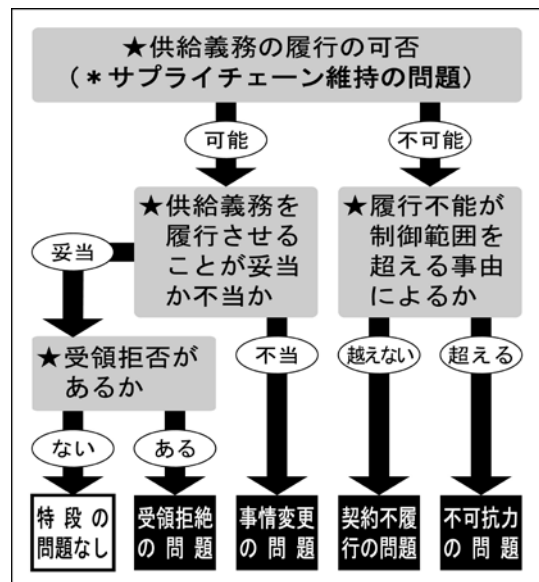 ★供給義務の履行の可否
（＊サプライチェーン維持の問題）
可能
不可能
★供給義務を
履行させる
ことが妥当
か不当か
★履行不能が
制御範囲を
超える事由
によるか
妥当
★受領拒否が
あるか
不当
越えない
超える
ない
ある
特段の
問題なし
受領拒絶
の問題
事情変更
の問題
契約不履
行の問題
不可抗力
の問題